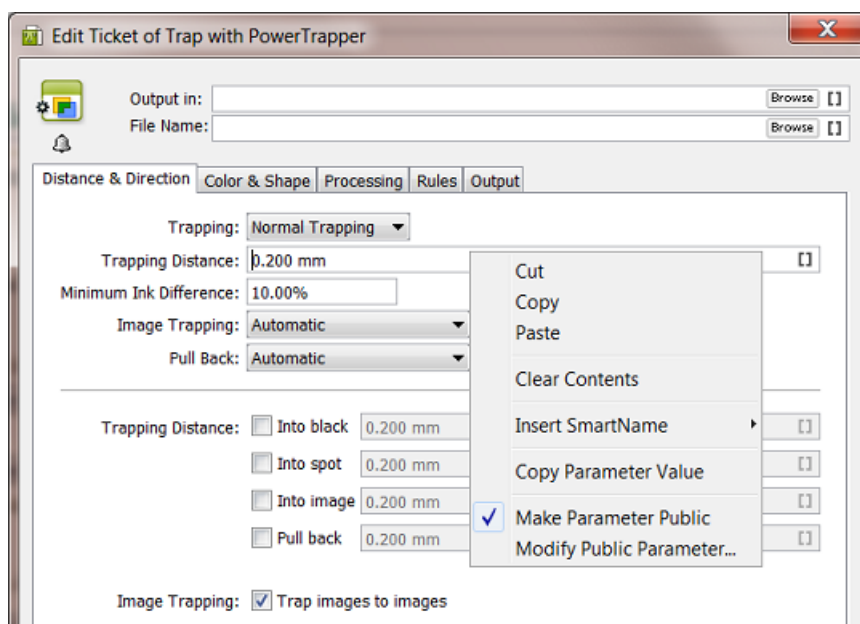 Edit Ticket of Trap with PowerTrapper
X
Output in: Browse []
File Name: Browse []
Distance & Direction Color & Shape Processing Rules Output
Trapping: Normal Trapping
Trapping Distance: 0.200 mm []
Minimum Ink Difference: 10.00%
Image Trapping: Automatic
Pull Back: Automatic
Trapping Distance: Into black 0.200 mm []
Into spot 0.200 mm []
Into image 0.200 mm []
Pull back 0.200 mm []
Image Trapping: Trap images to images
Cut
Copy
Paste
Clear Contents
Insert SmartName
Copy Parameter Value
Make Parameter Public
Modify Public Parameter...